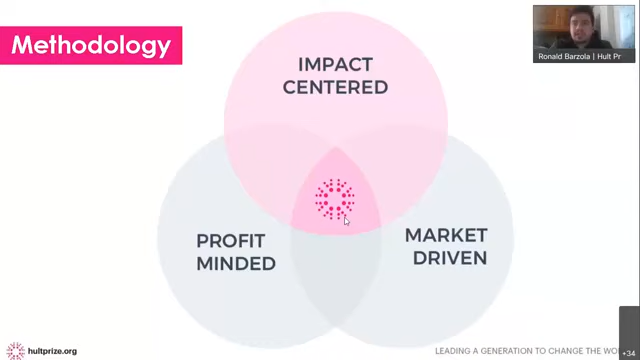 Methodology
IMPACT
CENTERED
Ronald Barzola | Hult Pr
PROFIT
MINDED
MARKET
DRIVEN
hultprize.org
LEADING A GENERATION TO CHANGE THE WO
+34